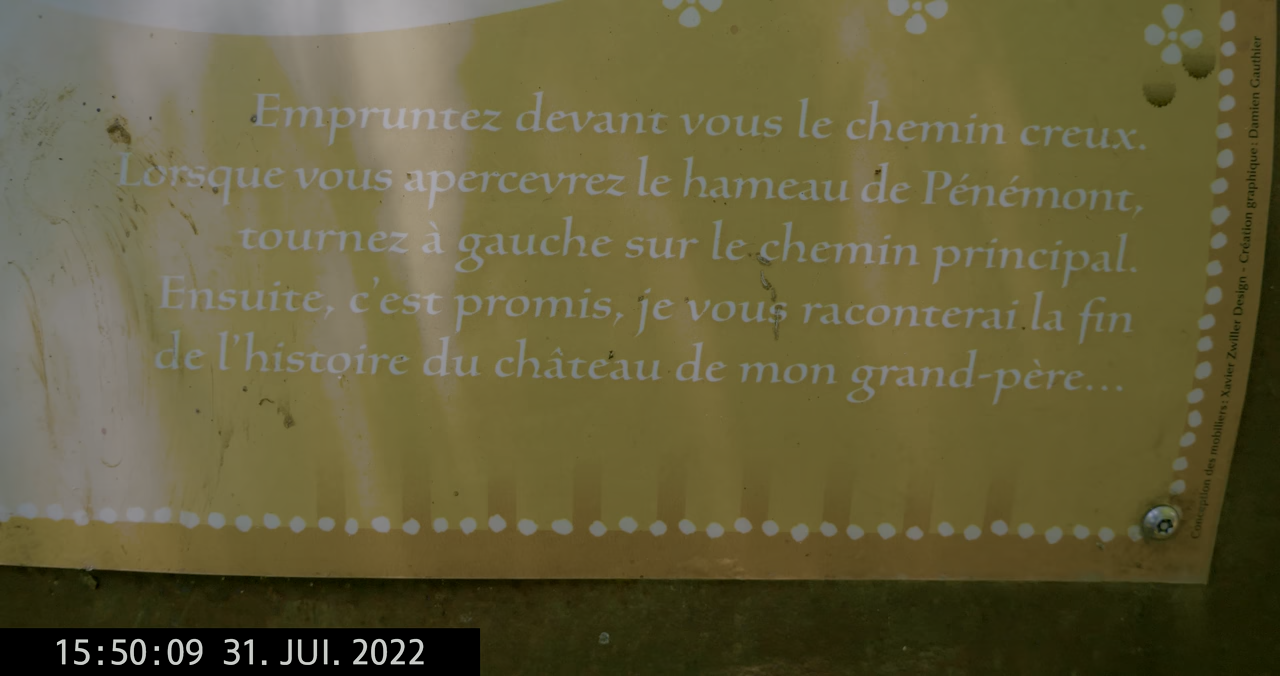 Empruntez devant vous le chemin creux.
Lorsque vous apercevrez le hameau de Pénémont,
tournez à gauche sur le chemin principal.
Ensuite, c'est promis, je vous raconterai la fin
de l'histoire du château de mon grand-père...
Conception des mobiliers : Xavier Zwiller Design - Création graphique : Damien Gauthier
15:50:09 31. JUI. 2022